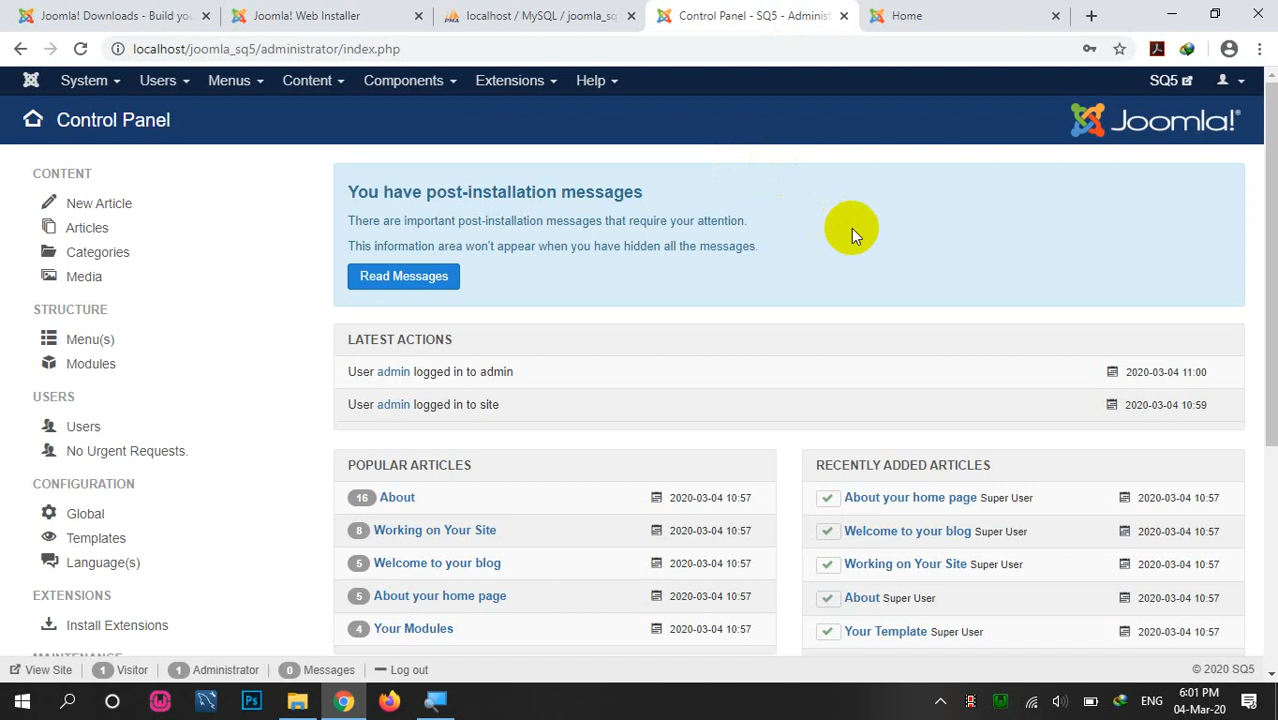 Joomla! Downloads - Build you
Joomla! Web Installer
localhost / MySQL / joomla_sq
Control Panel - SQ5 - Administ
Home
localhost/joomla_sq5/administrator/index.php
System Users Menus Content Components Extensions Help SQ5
Control Panel
Joomla!
CONTENT
New Article
Articles
Categories
Media
STRUCTURE
Menu(s)
Modules
USERS
Users
No Urgent Requests.
CONFIGURATION
Global
Templates
Language(s)
EXTENSIONS
Install Extensions
MAINTENANCE
You have post-installation messages
There are important post-installation messages that require your attention.
This information area won't appear when you have hidden all the messages.
Read Messages
LATEST ACTIONS
User admin logged in to admin 2020-03-04 11:00
User admin logged in to site 2020-03-04 10:59
POPULAR ARTICLES
16 About 2020-03-04 10:57
8 Working on Your Site 2020-03-04 10:57
5 Welcome to your blog 2020-03-04 10:57
5 About your home page 2020-03-04 10:57
4 Your Modules 2020-03-04 10:57
RECENTLY ADDED ARTICLES
About your home page Super User 2020-03-04 10:57
Welcome to your blog Super User 2020-03-04 10:57
Working on Your Site Super User 2020-03-04 10:57
About Super User 2020-03-04 10:57
Your Template Super User 2020-03-04 10:57
View Site 1 Visitor 1 Administrator 0 Messages Log out © 2020 SQ5
Ps
ENG
6:01 PM
04-Mar-20